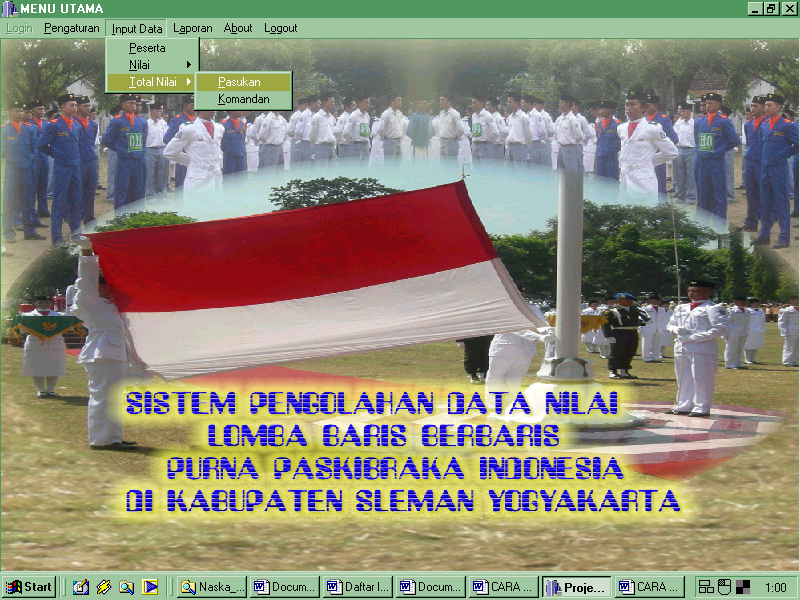 MENU UTAMA
Login Pengaturan Input Data Laporan About Logout
Peserta
Nilai
Total Nilai
Pasukan
Komandan
SISTEM PENGOLAHAN DATA NILAI
LOMBA BARIS BERBARIS
PURNA PASKIBRAKA INDONESIA
DI KABUPATEN SLEMAN YOGYAKARTA
Start Naska_... Docum... Daftar I... Docum... CARA ... Proje... CARA ... 1:00